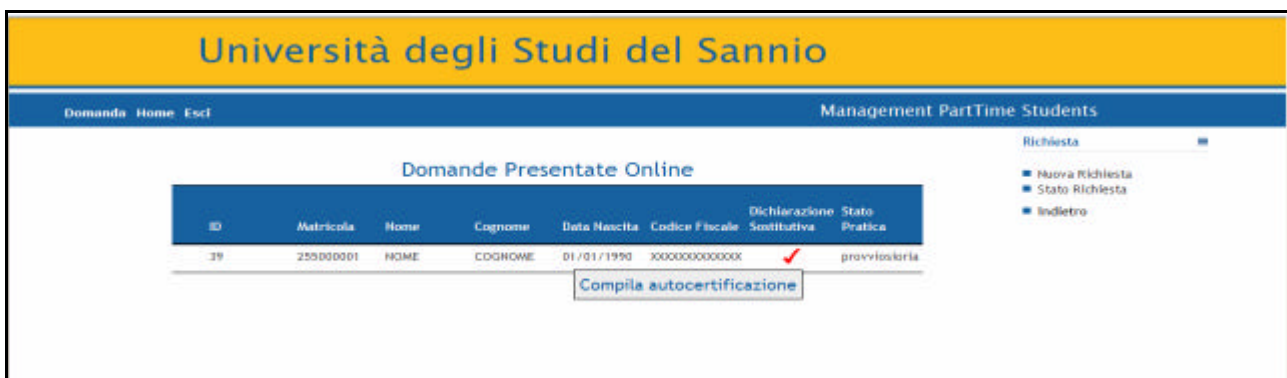 Università degli Studi del Sannio
Domanda Home Esci
Management PartTime Students
Richiesta
Nuova Richiesta
Stato Richiesta
Indietro
Domande Presentate Online
ID Matricola Nome Cognome Data Nascita Codice Fiscale Dichiarazione Sostitutiva Stato Pratica
39 255000001 NOME COGNOME 01/01/1990 provviosioria
Compila autocertificazione